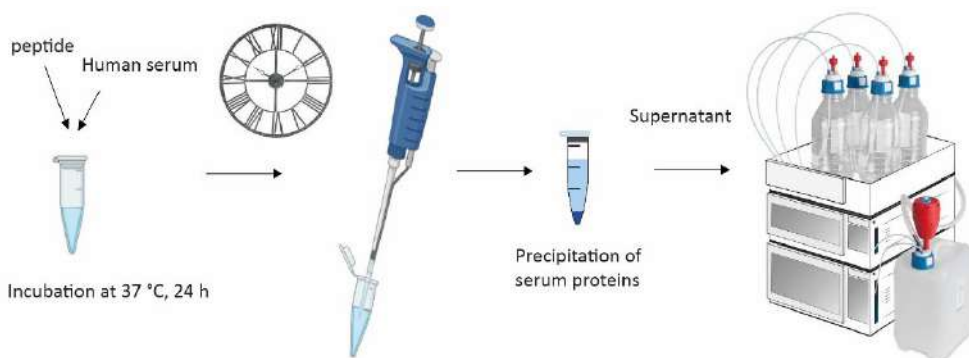 peptide
Human serum
Incubation at 37 °C, 24 h
Precipitation of
serum proteins
Supernatant